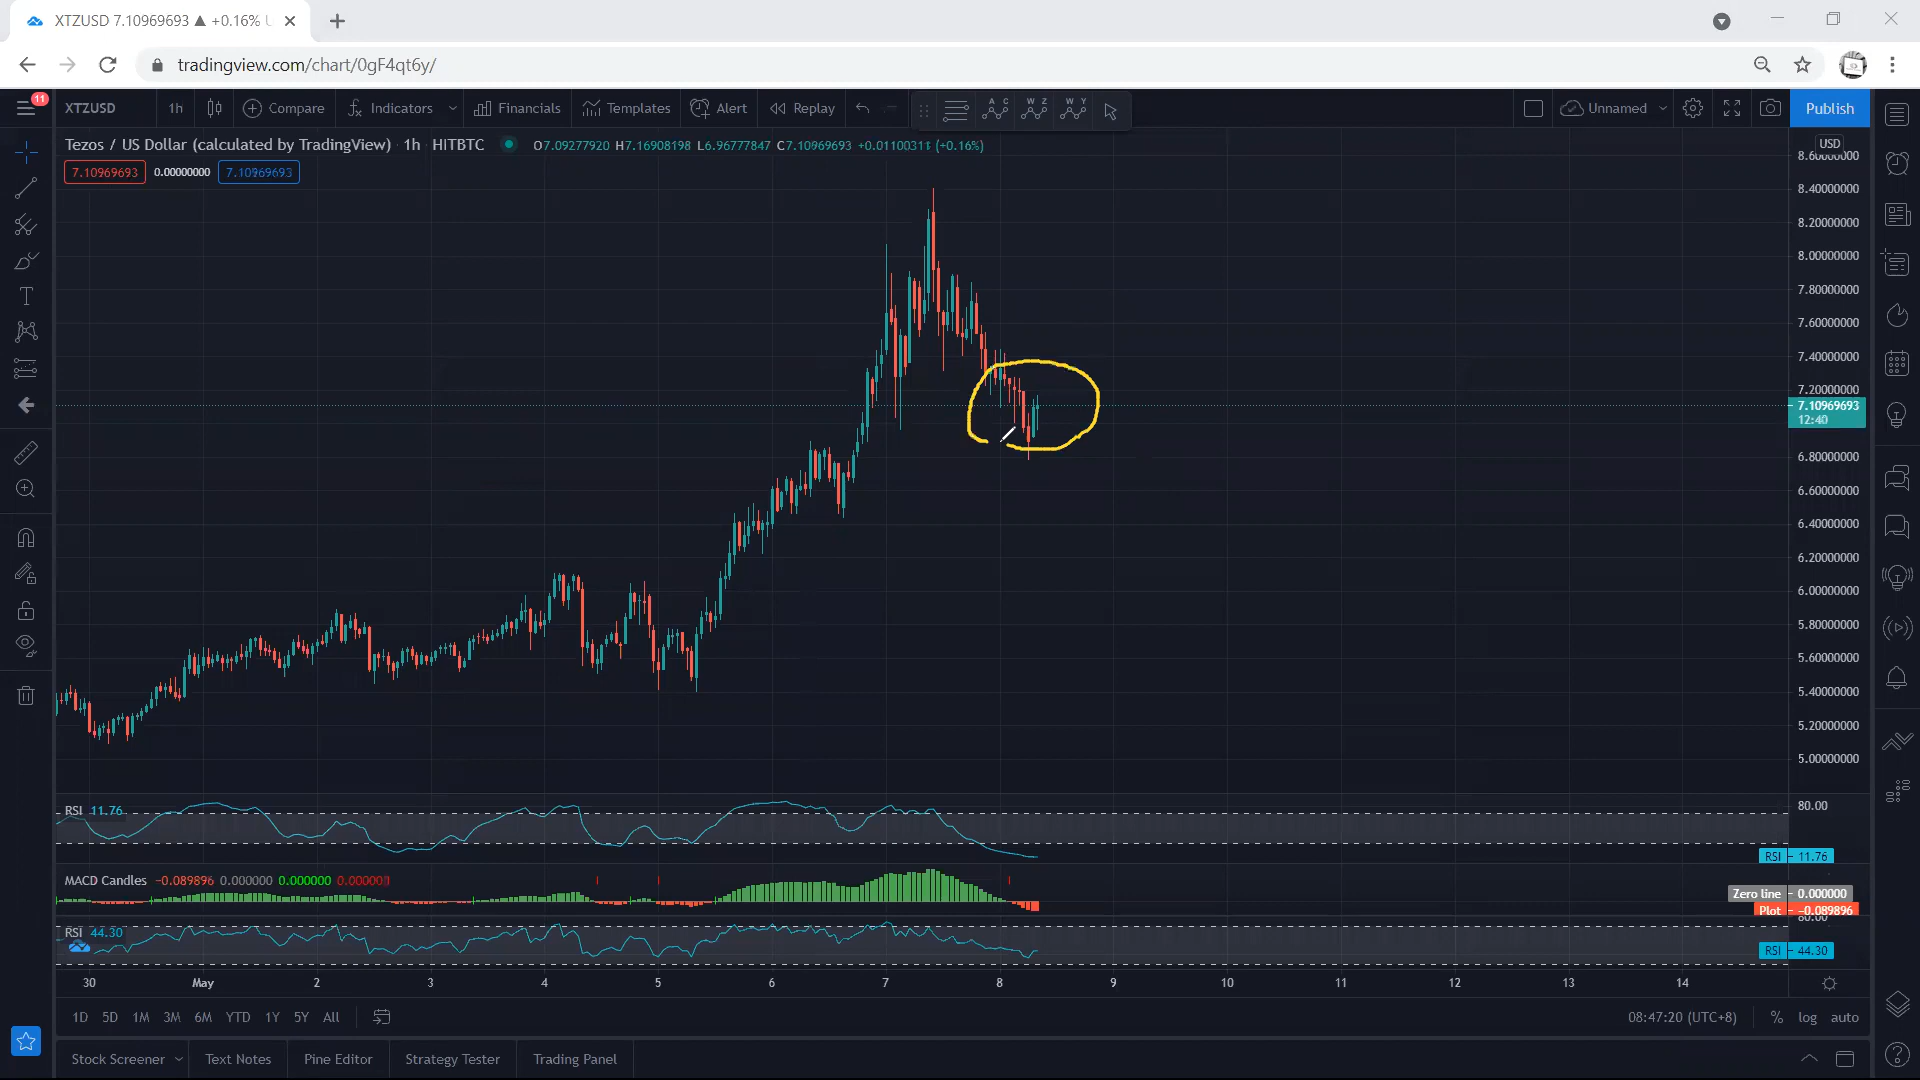 XTZUSD 7.10969693 ▲ +0.16% U
tradingview.com/chart/0gF4qt6y/
11
XTZUSD 1h Compare Indicators Financials Templates Alert Replay A C W Z W Y Unnamed Publish
Tezos / US Dollar (calculated by TradingView) · 1h · HITBTC O7.09277920 H7.16908198 L6.96777847 C7.10969693 +0.01100311 (+0.16%)
7.10969693 0.00000000 7.10969693
USD
8.60000000
8.40000000
8.20000000
8.00000000
7.80000000
7.60000000
7.40000000
7.20000000
7.10969693
12:40
6.80000000
6.60000000
6.40000000
6.20000000
6.00000000
5.80000000
5.60000000
5.40000000
5.20000000
5.00000000
RSI 11.76
80.00
RSI 11.76
MACD Candles −0.089896 0.000000 0.000000 0.000000
Zero line 0.000000
Plot −0.089896
80.00
RSI 44.30
RSI 44.30
30 May 2 3 4 5 6 7 8 9 10 11 12 13 14
1D 5D 1M 3M 6M YTD 1Y 5Y All 08:47:20 (UTC+8) % log auto
Stock Screener Text Notes Pine Editor Strategy Tester Trading Panel